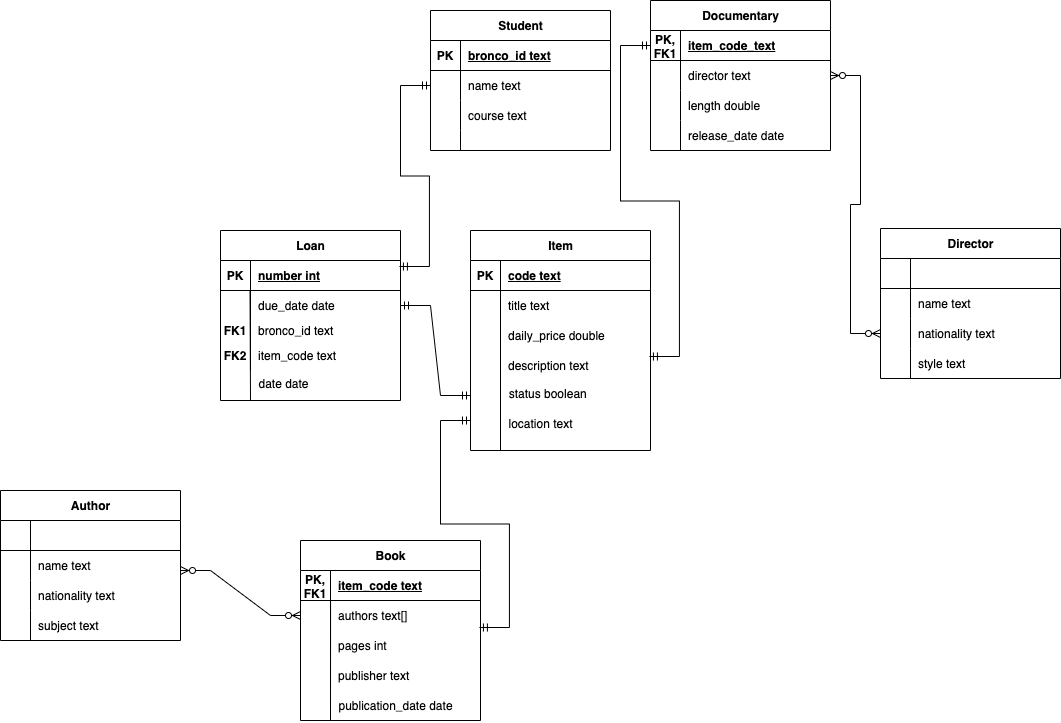 Student
PK bronco_id text
name text
course text
Documentary
PK,
FK1 item_code_text
director text
length double
release_date date
Loan
PK number int
due_date date
FK1 bronco_id text
FK2 item_code text
date date
Item
PK code text
title text
daily_price double
description text
status boolean
location text
Director
name text
nationality text
style text
Author
name text
nationality text
subject text
Book
PK,
FK1 item_code text
authors text[]
pages int
publisher text
publication_date date